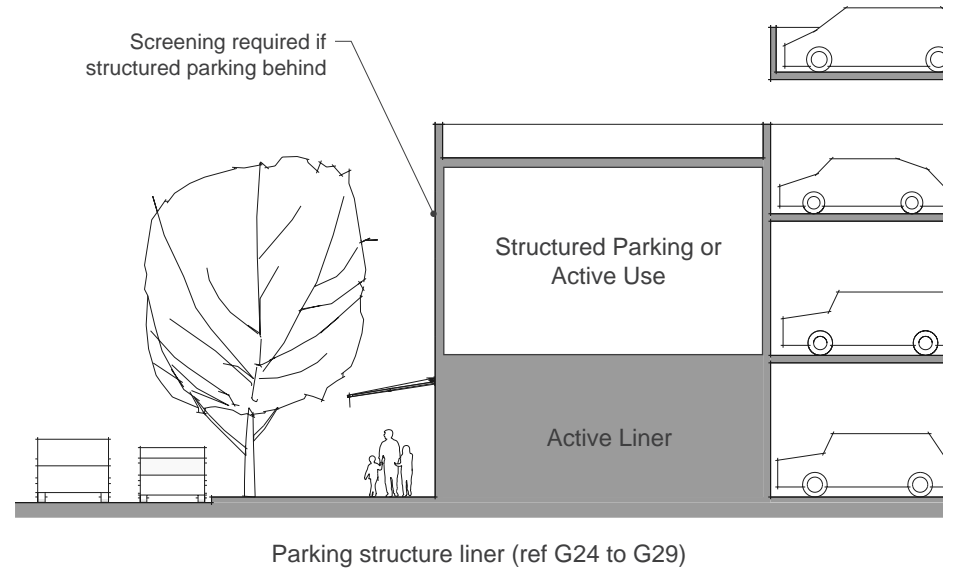 Screening required if
structured parking behind
Structured Parking or
Active Use
Active Liner
Parking structure liner (ref G24 to G29)